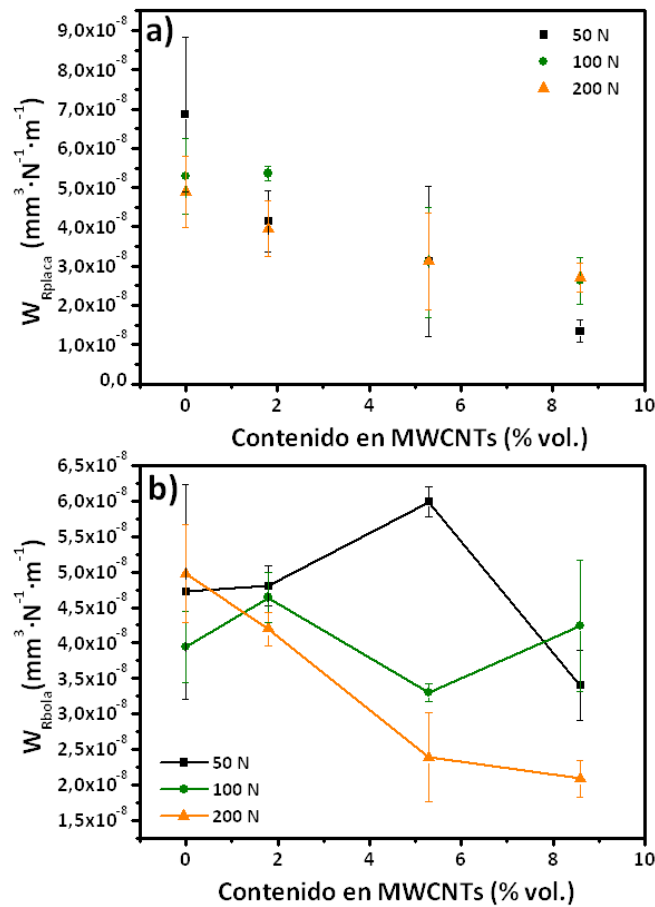 a)
50 N
100 N
200 N
9,0x10⁻⁸
8,0x10⁻⁸
7,0x10⁻⁸
6,0x10⁻⁸
5,0x10⁻⁸
4,0x10⁻⁸
3,0x10⁻⁸
2,0x10⁻⁸
1,0x10⁻⁸
0,0
W_Rplaca (mm³·N⁻¹·m⁻¹)
0 2 4 6 8 10
Contenido en MWCNTs (% vol.)
b)
6,5x10⁻⁸
6,0x10⁻⁸
5,5x10⁻⁸
5,0x10⁻⁸
4,5x10⁻⁸
4,0x10⁻⁸
3,5x10⁻⁸
3,0x10⁻⁸
2,5x10⁻⁸
2,0x10⁻⁸
1,5x10⁻⁸
W_Rbola (mm³·N⁻¹·m⁻¹)
50 N
100 N
200 N
0 2 4 6 8 10
Contenido en MWCNTs (% vol.)